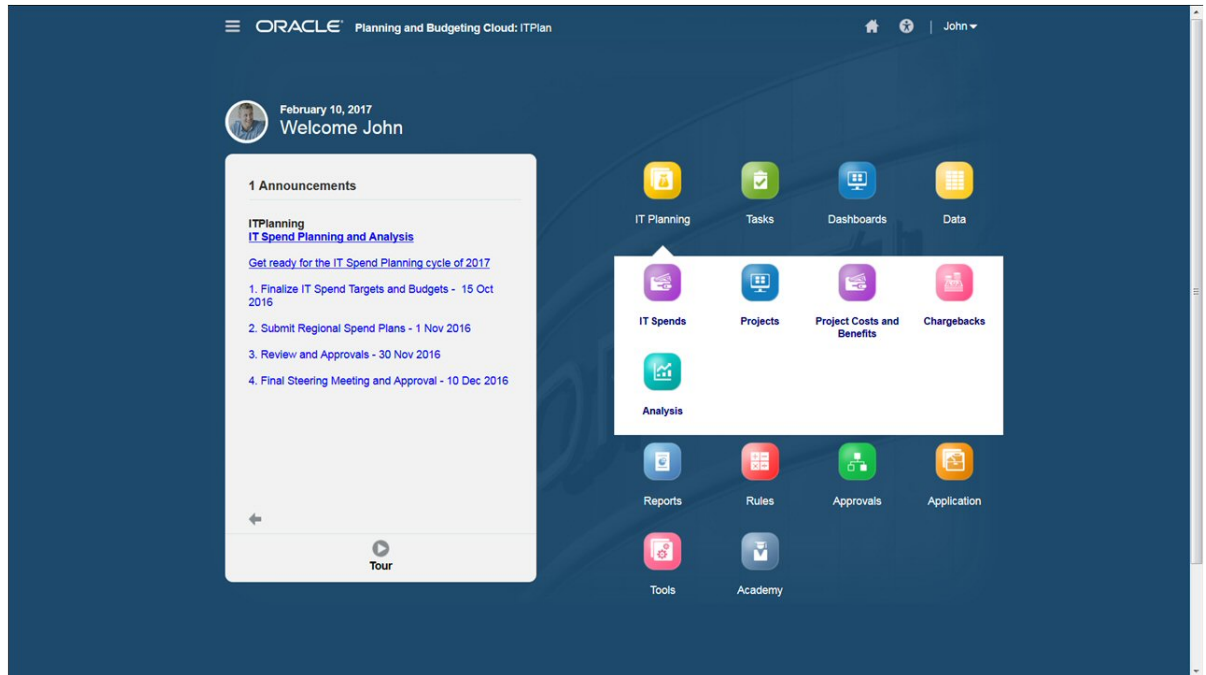 ORACLE Planning and Budgeting Cloud: ITPlan
John
February 10, 2017
Welcome John
1 Announcements
ITPlanning
IT Spend Planning and Analysis
Get ready for the IT Spend Planning cycle of 2017
1. Finalize IT Spend Targets and Budgets - 15 Oct
2016
2. Submit Regional Spend Plans - 1 Nov 2016
3. Review and Approvals - 30 Nov 2016
4. Final Steering Meeting and Approval - 10 Dec 2016
Tour
IT Planning
Tasks
Dashboards
Data
IT Spends
Projects
Project Costs and
Benefits
Chargebacks
Analysis
Reports
Rules
Approvals
Application
Tools
Academy